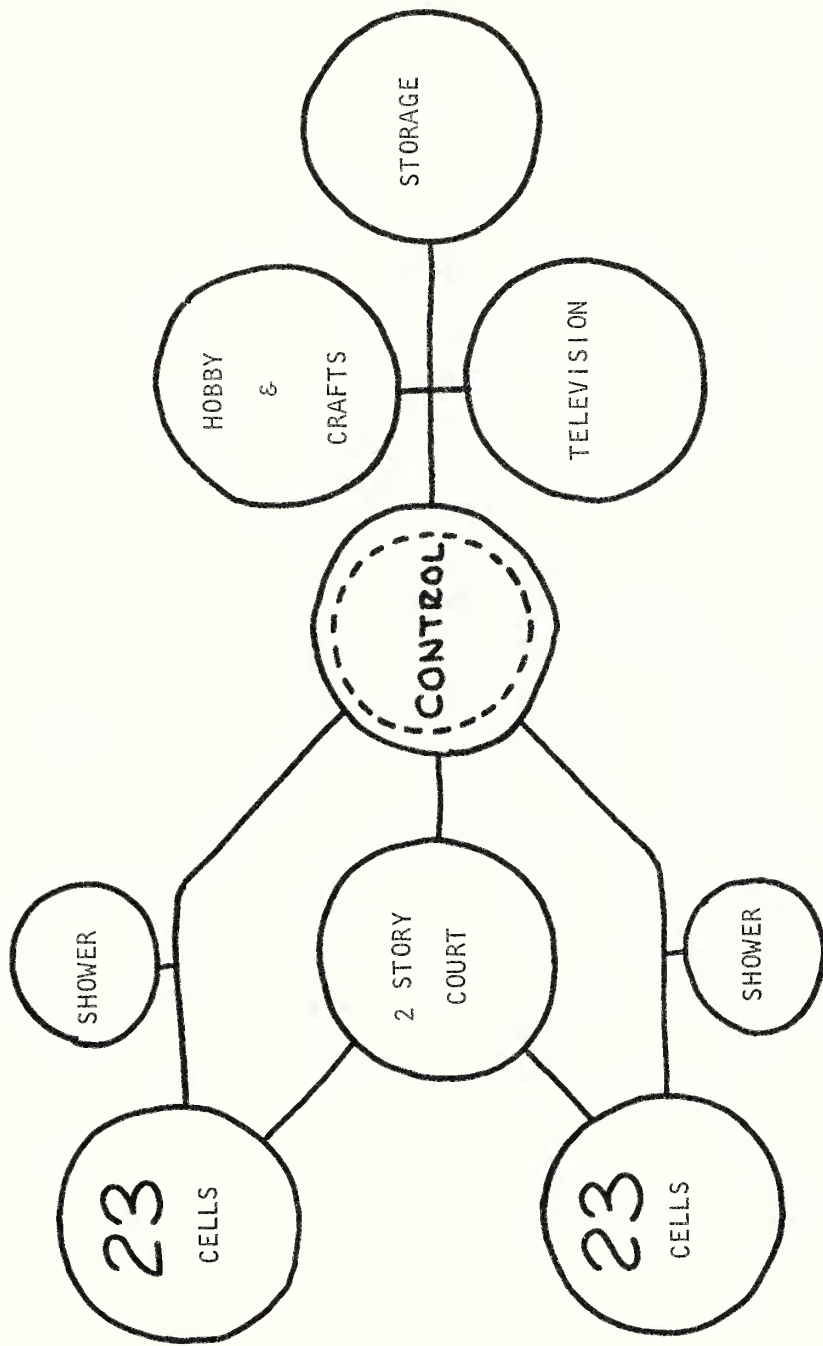 STORAGE
HOBBY
&
CRAFTS
TELEVISION
CONTROL
SHOWER
2 STORY
COURT
SHOWER
23
CELLS
23
CELLS